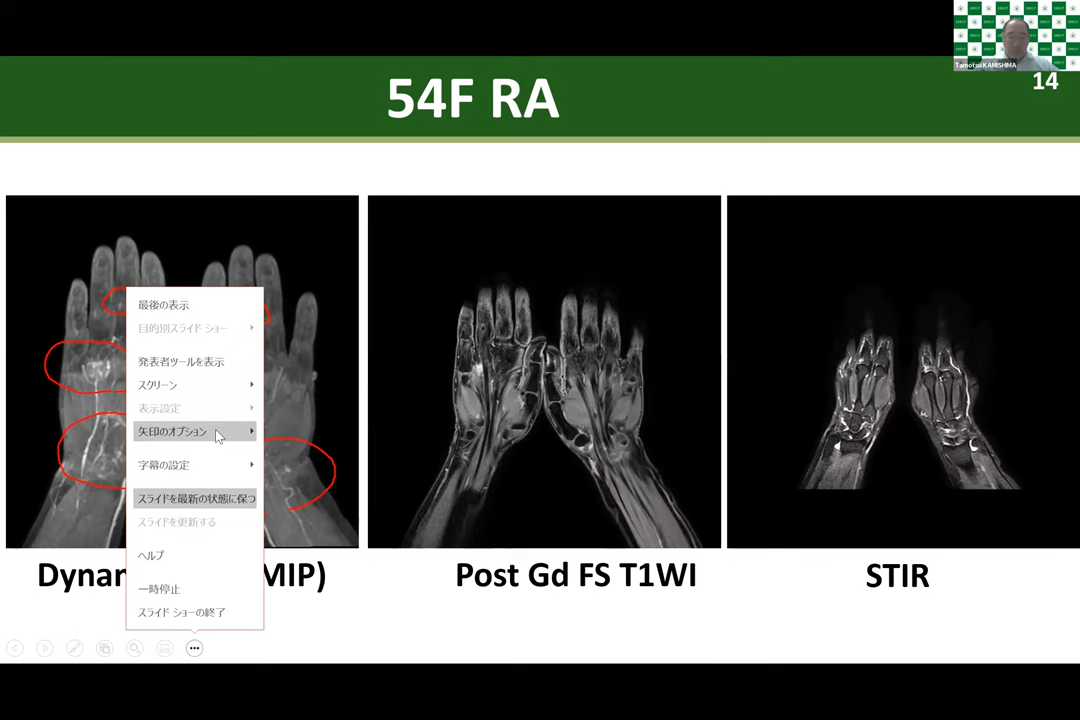 Tamotsu KAMISHIMA
14
54F RA
最後の表示
目的別スライド ショー
発表者ツールを表示
スクリーン
表示設定
矢印のオプション
字幕の設定
スライドを最新の状態に保つ
スライドを更新する
ヘルプ
一時停止
スライド ショーの終了
Dynam
MIP)
Post Gd FS T1WI
STIR